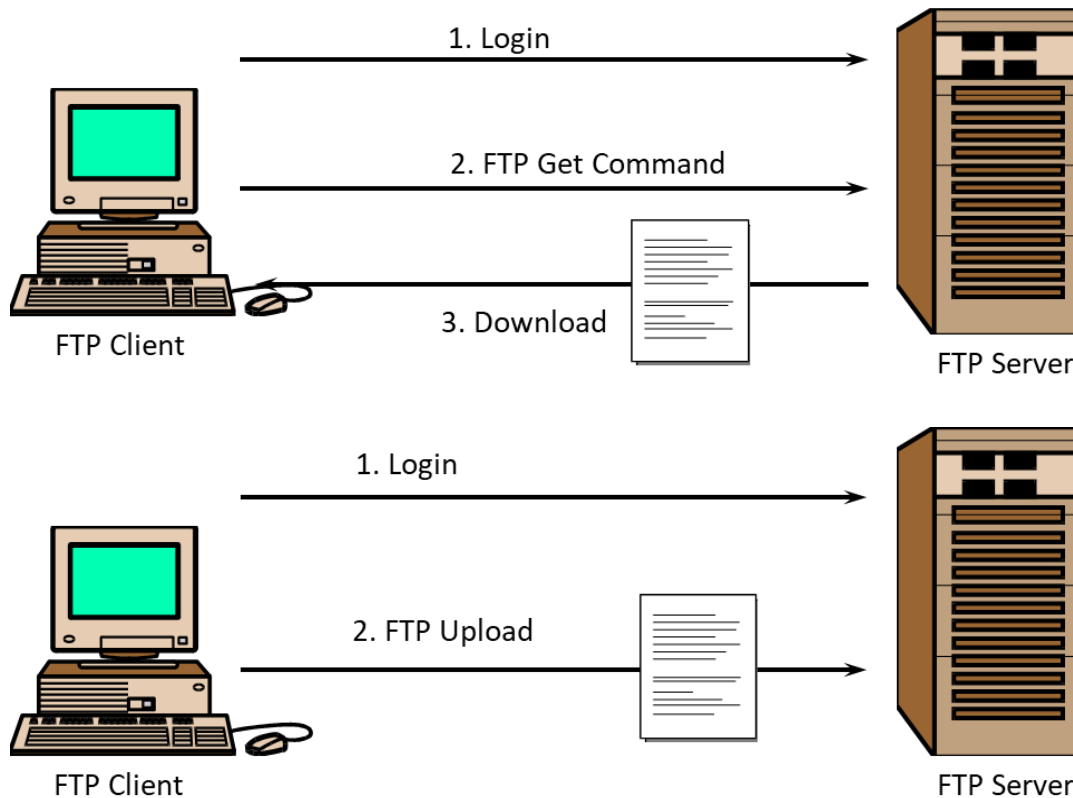 1. Login
2. FTP Get Command
3. Download
FTP Client
FTP Server
1. Login
2. FTP Upload
FTP Client
FTP Server